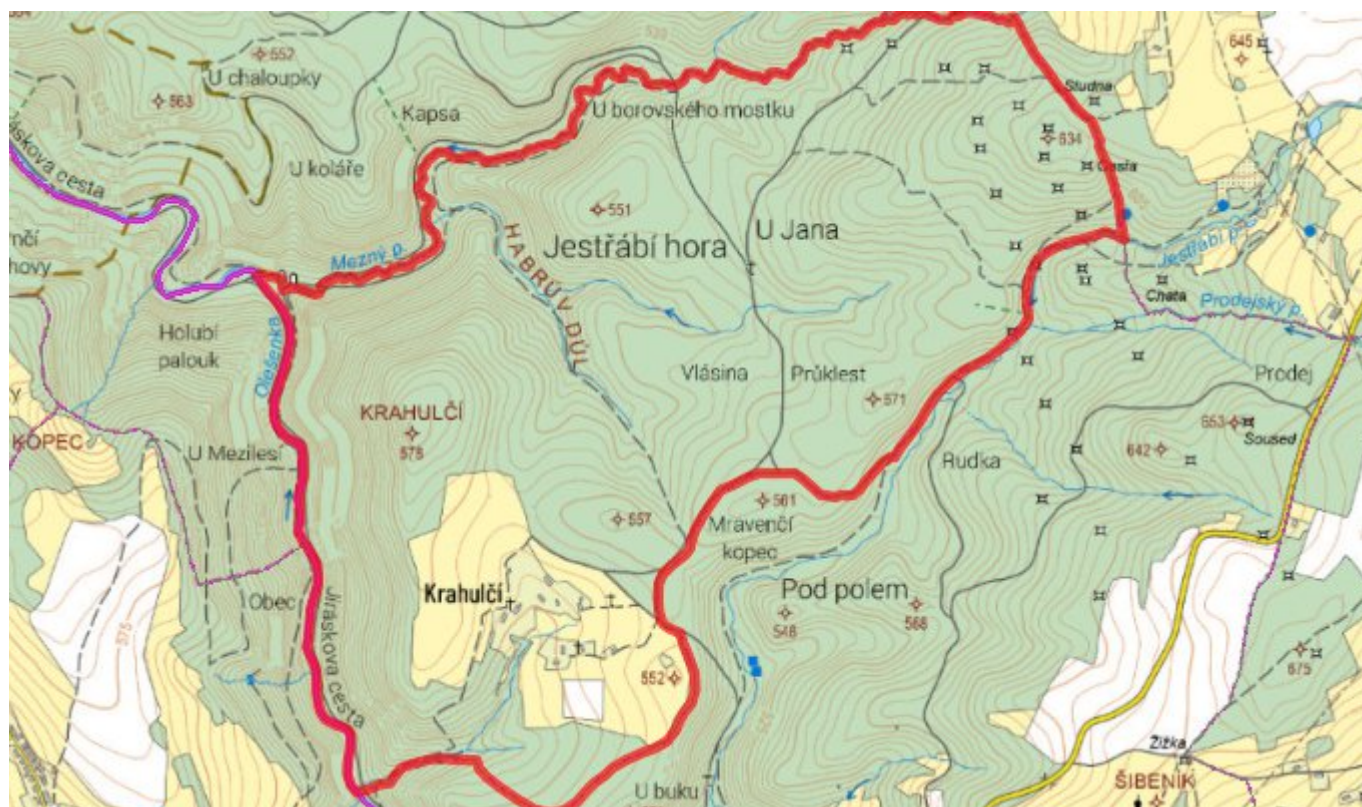 552
U chaloupky
563
Kapsa
U koláře
U borovského mostku
Studna
645
634
551
Jestřábí hora
U Jana
HABRŮV DŮL
Mezný p.
Chata
Prodejský p.
Holubí
palouk
Olešenka
Vlásina
Průklest
571
Prodej
KRAHULČÍ
578
KOPEC
U Mezilesí
653
Soused
642
Rudka
557
561
Mravenčí
kopec
Krahulčí
Pod polem
548
568
Obec
575
Jiráskova cesta
552
675
Žižka
ŠIBENÍK
U buku